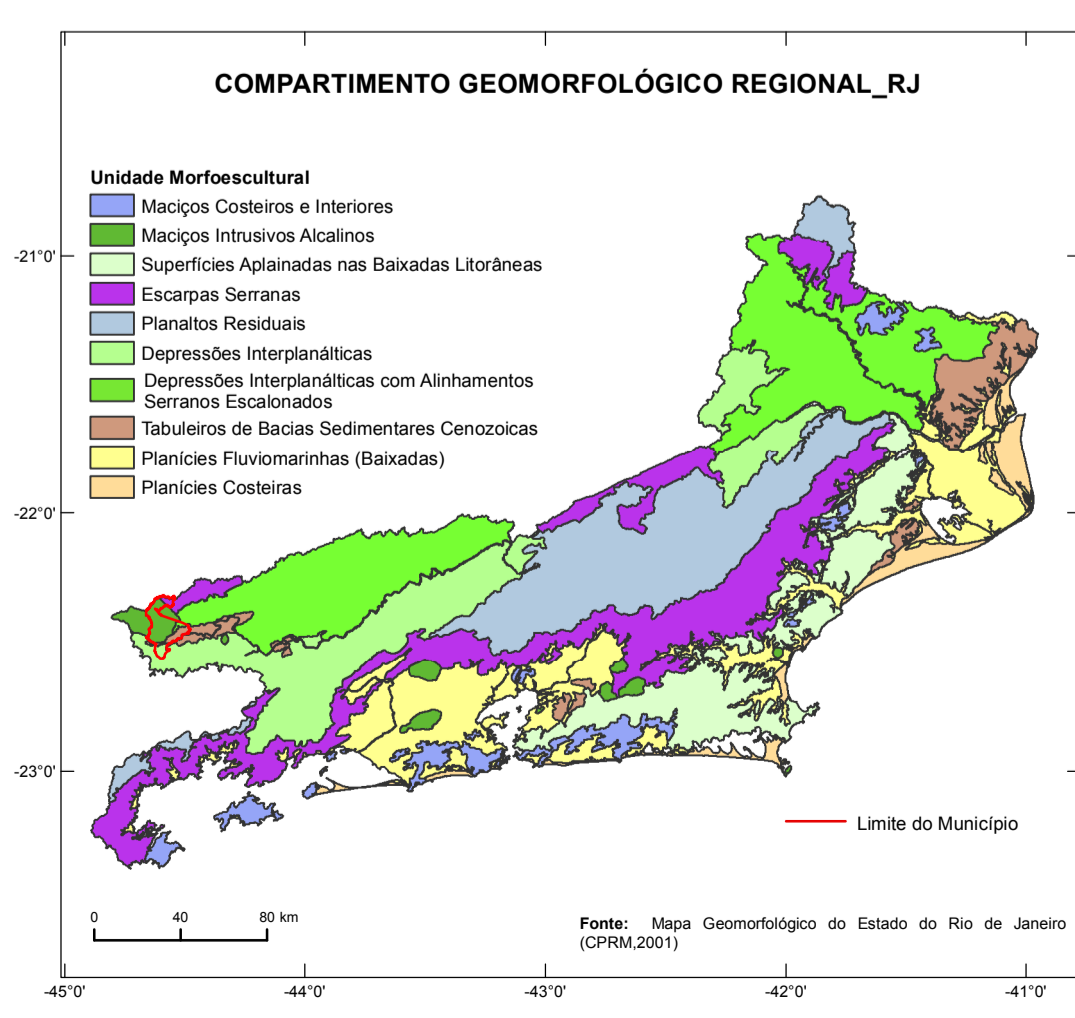 COMPARTIMENTO GEOMORFOLÓGICO REGIONAL_RJ
Unidade Morfoescultural
Maciços Costeiros e Interiores
Maciços Intrusivos Alcalinos
Superfícies Aplainadas nas Baixadas Litorâneas
Escarpas Serranas
Planaltos Residuais
Depressões Interplanálticas
Depressões Interplanálticas com Alinhamentos
Serranos Escalonados
Tabuleiros de Bacias Sedimentares Cenozoicas
Planícies Fluviomarinhas (Baixadas)
Planícies Costeiras
-21°0'
-22°0'
-23°0'
Limite do Município
0 40 80 km
Fonte: Mapa Geomorfológico do Estado do Rio de Janeiro
(CPRM,2001)
-45°0' -44°0' -43°0' -42°0' -41°0'